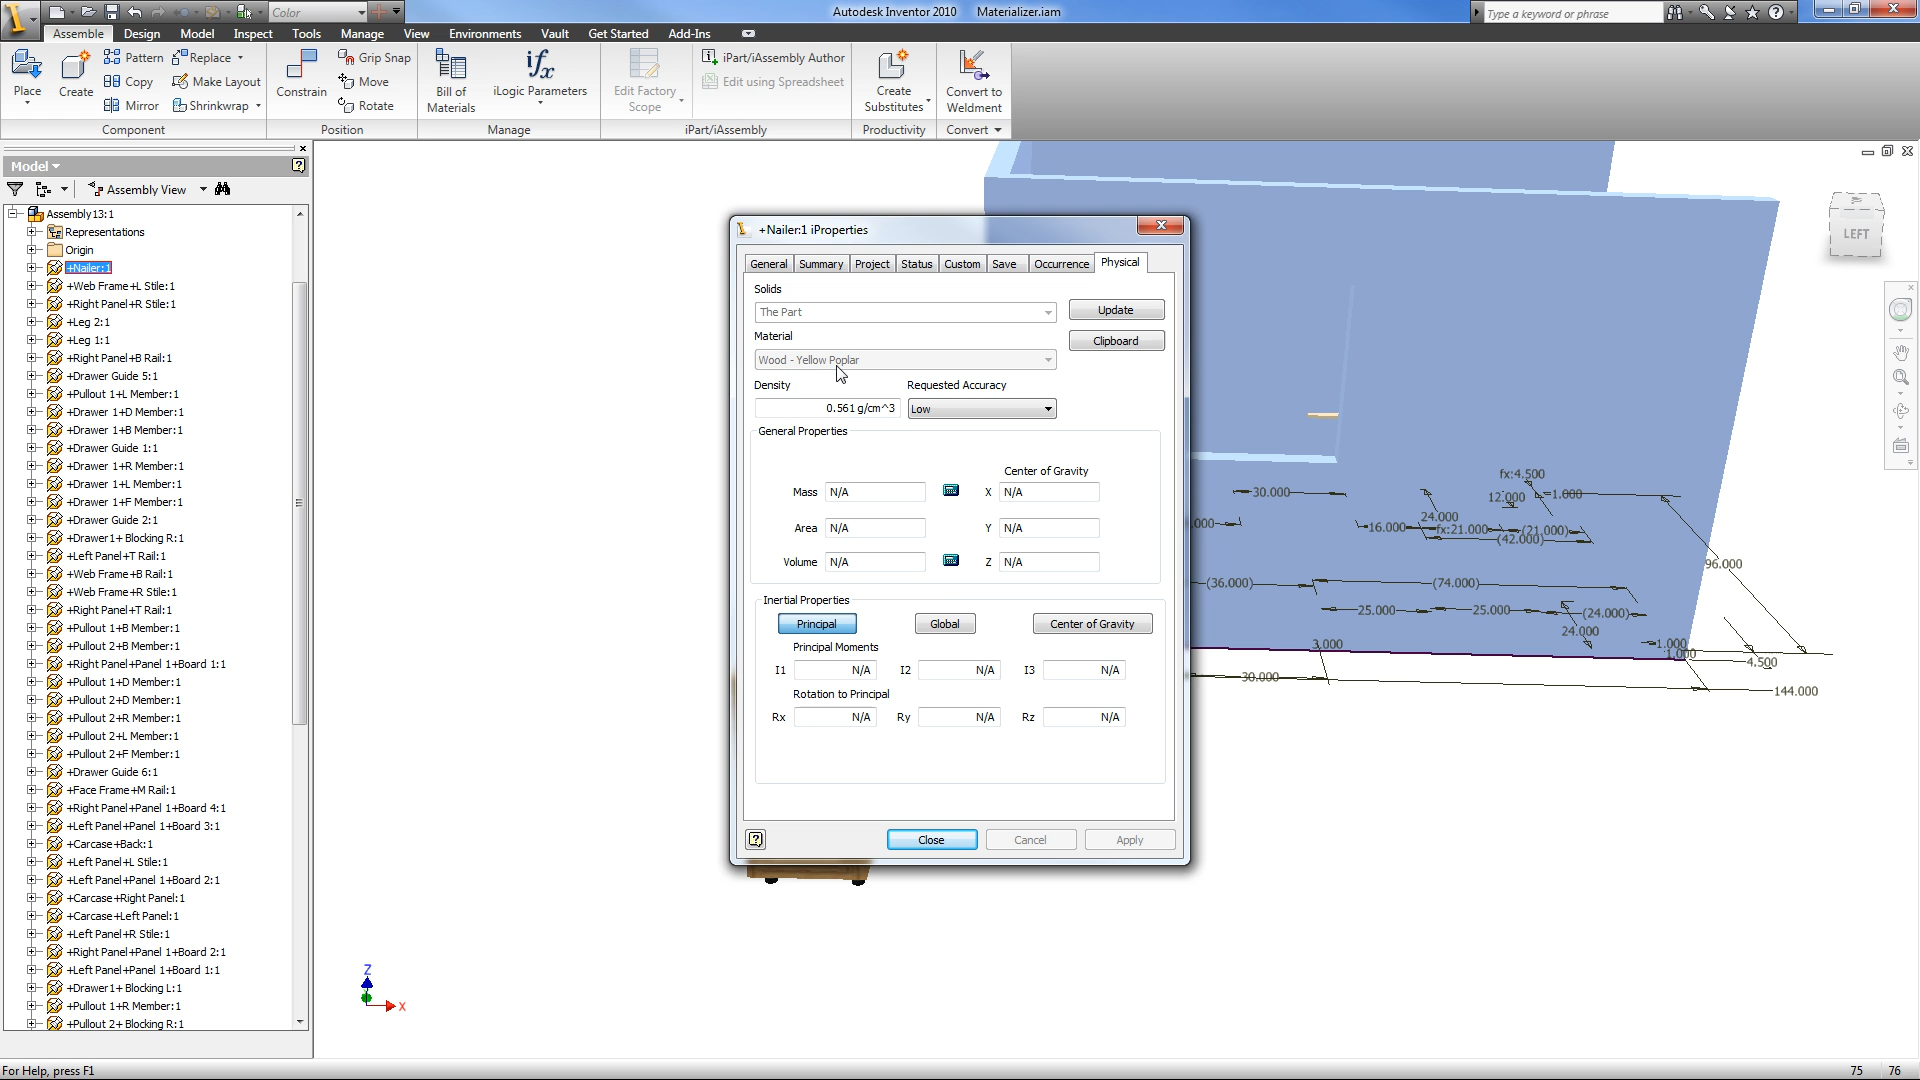 Color
Autodesk Inventor 2010 Materializer.iam
Type a keyword or phrase
Assemble Design Model Inspect Tools Manage View Environments Vault Get Started Add-Ins
Place
Create
Pattern
Copy
Mirror
Replace
Make Layout
Shrinkwrap
Component
Constrain
Grip Snap
Move
Rotate
Position
Bill of
Materials
iLogic Parameters
Manage
Edit Factory
Scope
iPart/iAssembly Author
Edit using Spreadsheet
iPart/iAssembly
Create
Substitutes
Productivity
Convert to
Weldment
Convert
Model
Assembly View
Assembly13:1
Representations
Origin
+Nailer:1
+Web Frame+L Stile:1
+Right Panel+R Stile:1
+Leg 2:1
+Leg 1:1
+Right Panel+B Rail:1
+Drawer Guide 5:1
+Pullout 1+L Member:1
+Drawer 1+D Member:1
+Drawer 1+B Member:1
+Drawer Guide 1:1
+Drawer 1+R Member:1
+Drawer 1+L Member:1
+Drawer 1+F Member:1
+Drawer Guide 2:1
+Drawer1+ Blocking R:1
+Left Panel+T Rail:1
+Web Frame+B Rail:1
+Web Frame+R Stile:1
+Right Panel+T Rail:1
+Pullout 1+B Member:1
+Pullout 2+B Member:1
+Right Panel+Panel 1+Board 1:1
+Pullout 1+D Member:1
+Pullout 2+D Member:1
+Pullout 2+R Member:1
+Pullout 2+L Member:1
+Pullout 2+F Member:1
+Drawer Guide 6:1
+Face Frame+M Rail:1
+Right Panel+Panel 1+Board 4:1
+Left Panel+Panel 1+Board 3:1
+Carcase+Back:1
+Left Panel+L Stile:1
+Left Panel+Panel 1+Board 2:1
+Carcase+Right Panel:1
+Carcase+Left Panel:1
+Left Panel+R Stile:1
+Right Panel+Panel 1+Board 2:1
+Left Panel+Panel 1+Board 1:1
+Drawer1+ Blocking L:1
+Pullout 1+R Member:1
+Pullout 2+ Blocking R:1
+Nailer:1 iProperties
General Summary Project Status Custom Save Occurrence Physical
Solids
The Part
Update
Material
Clipboard
Wood - Yellow Poplar
Density
Requested Accuracy
0.561 g/cm^3
Low
General Properties
Center of Gravity
Mass N/A X N/A
Area N/A Y N/A
Volume N/A Z N/A
Inertial Properties
Principal Global Center of Gravity
Principal Moments
I1 N/A I2 N/A I3 N/A
Rotation to Principal
Rx N/A Ry N/A Rz N/A
Close Cancel Apply
LEFT
fx:4.500
30.000
12.000
1.000
24.000
.000
16.000
fx:21.000
(21.000)
(42.000)
96.000
(36.000)
(74.000)
25.000
25.000
(24.000)
24.000
3.000
1.000
1.000
4.500
30.000
144.000
Z
X
For Help, press F1
75 76